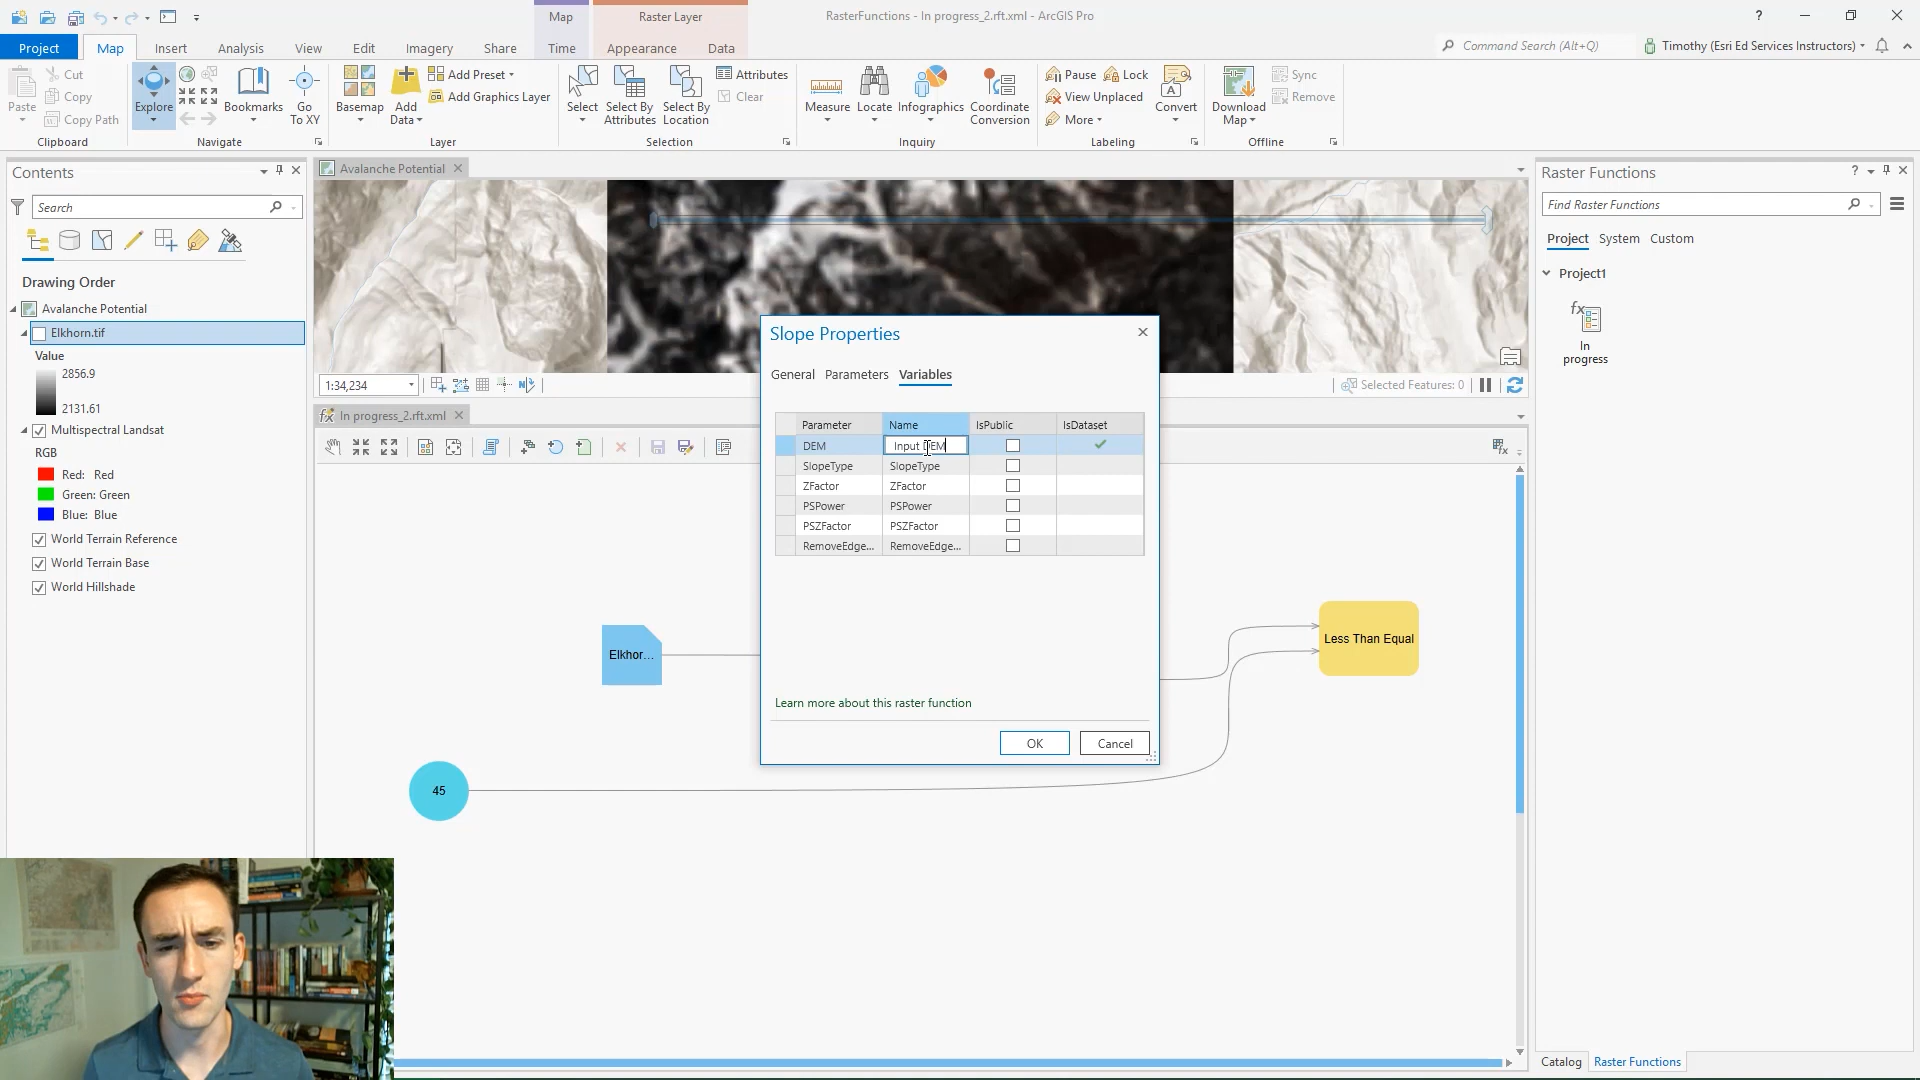 Map
Raster Layer
RasterFunctions - In progress_2.rft.xml - ArcGIS Pro
?
Project
Map
Insert
Analysis
View
Edit
Imagery
Share
Time
Appearance
Data
Command Search (Alt+Q)
Timothy (Esri Ed Services Instructors)
Paste
Cut
Copy
Copy Path
Clipboard
Explore
Bookmarks
Go
To XY
Navigate
Basemap
Add
Data
Add Preset
Add Graphics Layer
Layer
Select
Select By
Attributes
Select By
Location
Attributes
Clear
Selection
Measure
Locate
Infographics
Coordinate
Conversion
Inquiry
Pause
Lock
View Unplaced
More
Convert
Labeling
Download
Map
Sync
Remove
Offline
Contents
Search
Drawing Order
Avalanche Potential
Elkhorn.tif
Value
2856.9
2131.61
Multispectral Landsat
RGB
Red: Red
Green: Green
Blue: Blue
World Terrain Reference
World Terrain Base
World Hillshade
Avalanche Potential
1:34,234
Selected Features: 0
In progress_2.rft.xml
Elkhor...
45
Less Than Equal
Slope Properties
General
Parameters
Variables
Parameter Name IsPublic IsDataset
DEM Input DEM
SlopeType SlopeType
ZFactor ZFactor
PSPower PSPower
PSZFactor PSZFactor
RemoveEdge... RemoveEdge...
Learn more about this raster function
OK
Cancel
Raster Functions
?
Find Raster Functions
Project
System
Custom
Project1
fx
In
progress
Catalog
Raster Functions